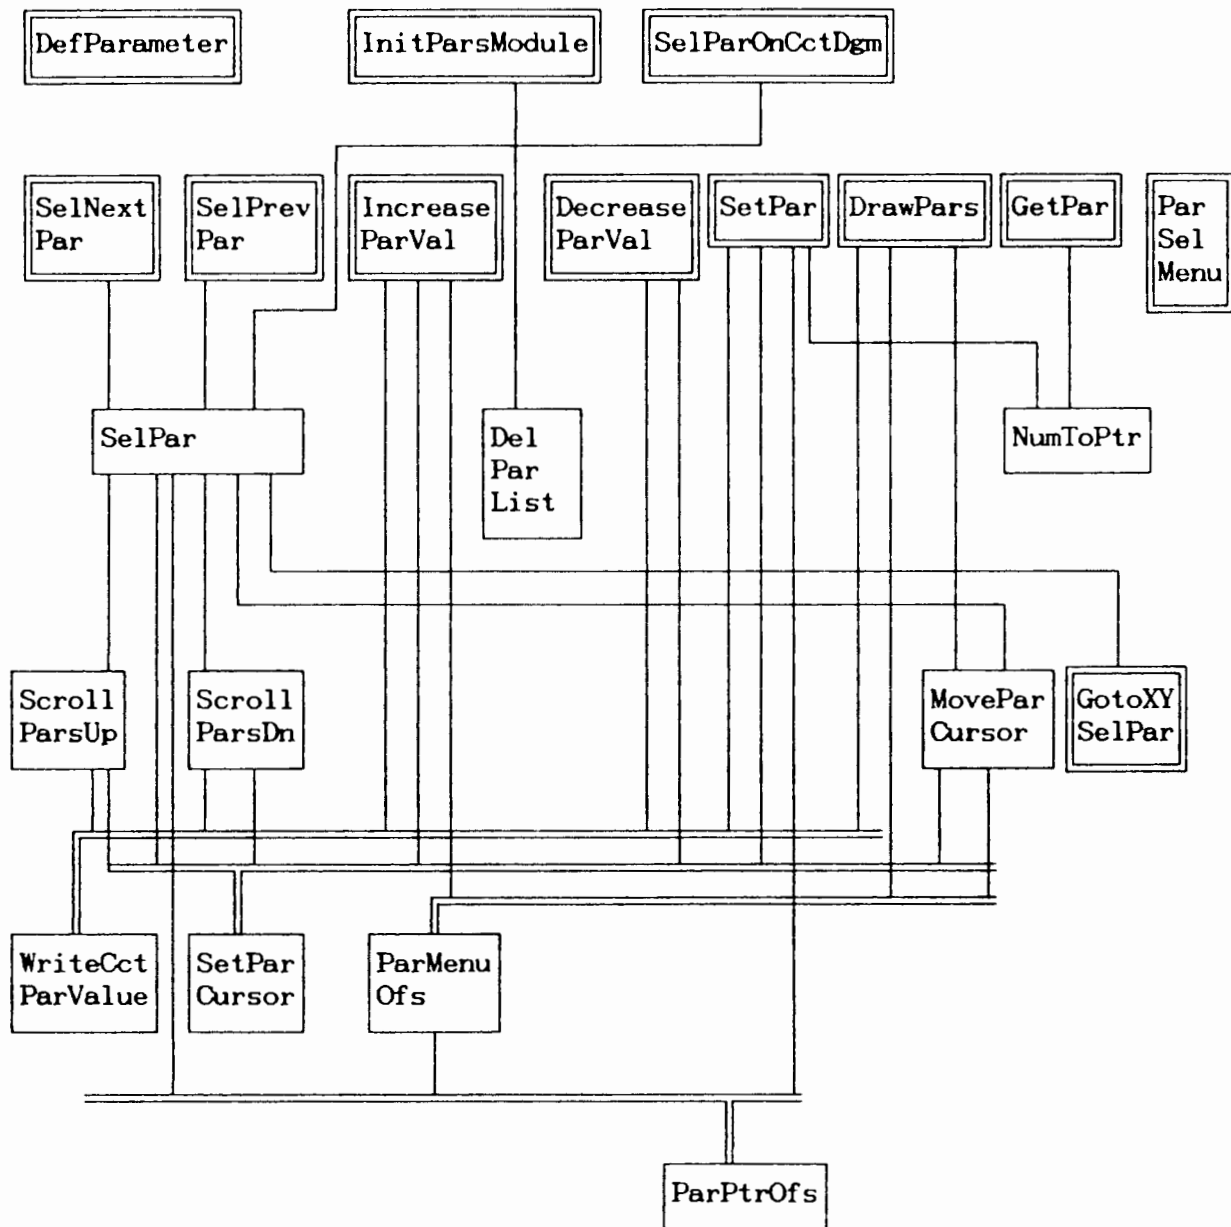 DefParameter
InitParsModule
SelParOnCctDgm
SelNext
Par
SelPrev
Par
Increase
ParVal
Decrease
ParVal
SetPar
DrawPars
GetPar
Par
Sel
Menu
SelPar
Del
Par
List
NumToPtr
Scroll
ParsUp
Scroll
ParsDn
MovePar
Cursor
GotoXY
SelPar
WriteCct
ParValue
SetPar
Cursor
ParMenu
Ofs
ParPtrOfs